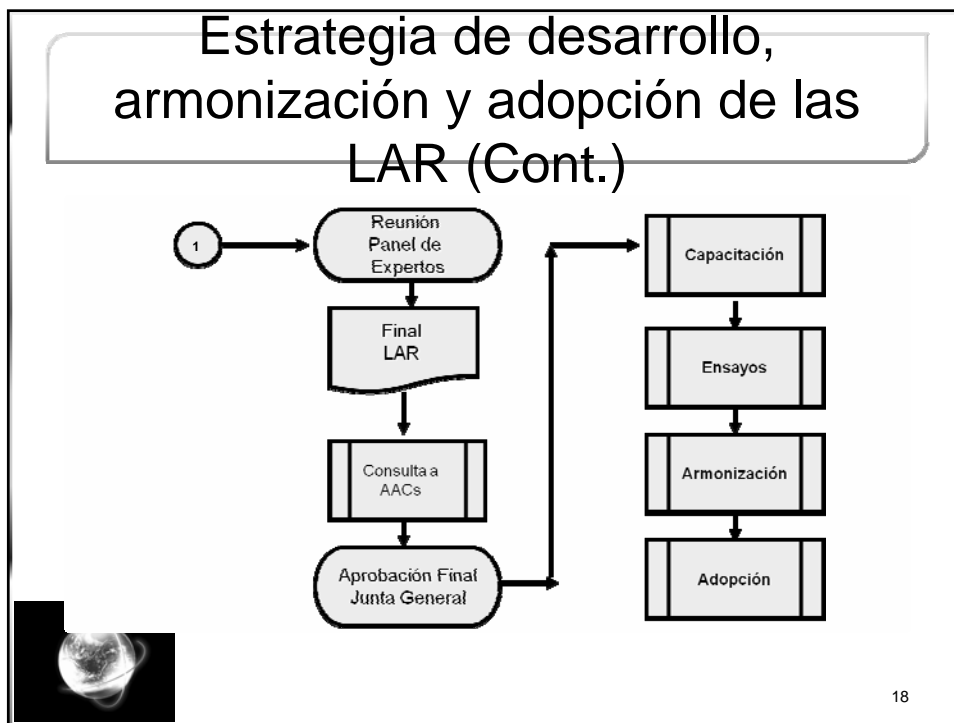 Estrategia de desarrollo,
armonización y adopción de las
LAR (Cont.)
1
Reunión
Panel de
Expertos
Final
LAR
Consulta a
AACs
Aprobación Final
Junta General
Capacitación
Ensayos
Armonización
Adopción
18